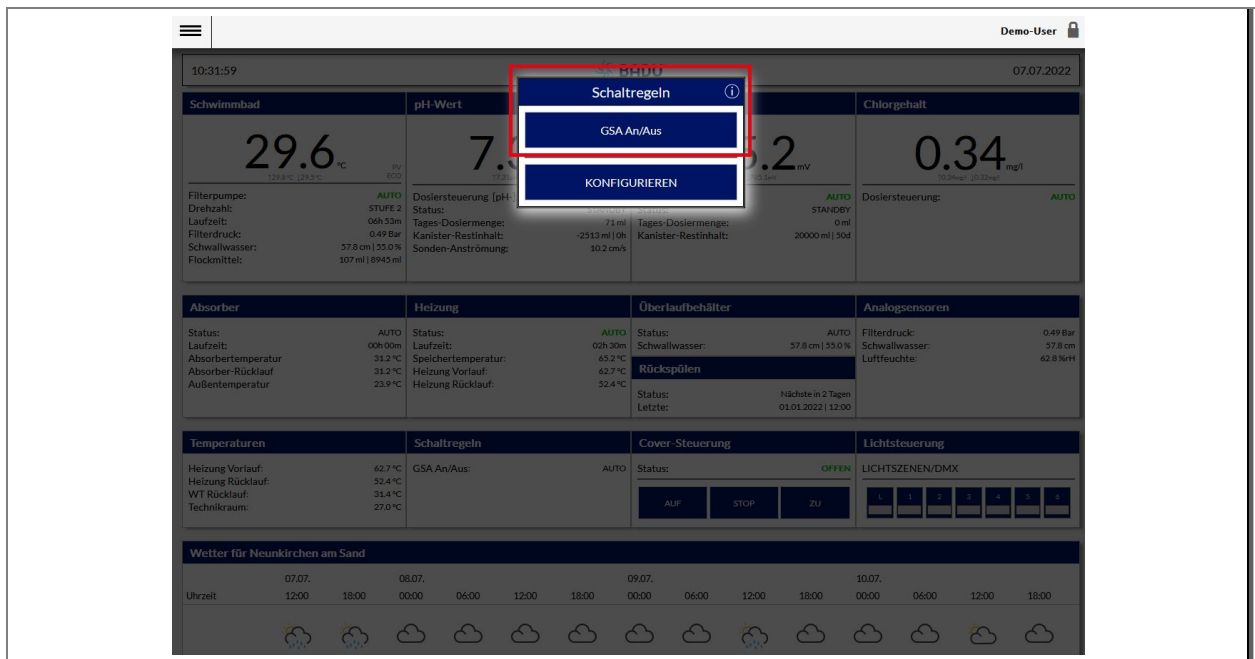 Demo-User
10:31:59
BADU
07.07.2022
Schaltregeln
GSA An/Aus
KONFIGURIEREN
Schwimmbad
29.6 °C
PV
ECO
Filterpumpe: AUTO
Drehzahl: STUFE 2
Laufzeit: 06h 53m
Filterdruck: 0.49 Bar
Schwallwasser: 57.8 cm | 55.0 %
Flockmittel: 107 ml | 8945 ml
pH-Wert
7.
Dosiersteuerung [pH-]
Status: STANDBY
Tages-Dosiermenge: 71 ml
Kanister-Restinhalt: -2513 ml | 0h
Sonden-Anströmung: 10.2 cm/s
.2 mV
AUTO
Status: STANDBY
Tages-Dosiermenge: 0 ml
Kanister-Restinhalt: 20000 ml | 50d
Chlorgehalt
0.34 mg/l
Dosiersteuerung: AUTO
Absorber
Status: AUTO
Laufzeit: 00h 00m
Absorbertemperatur 31.2 °C
Absorber-Rücklauf 31.2 °C
Außentemperatur 23.9 °C
Heizung
Status: AUTO
Laufzeit: 02h 30m
Speichertemperatur: 65.2 °C
Heizung Vorlauf: 62.7 °C
Heizung Rücklauf: 52.4 °C
Überlaufbehälter
Status: AUTO
Schwallwasser: 57.8 cm | 55.0 %
Rückspülen
Status: Nächste in 2 Tagen
Letzte: 01.01.2022 | 12:00
Analogsensoren
Filterdruck: 0.49 Bar
Schwallwasser: 57.8 cm
Luftfeuchte: 62.8 %rH
Temperaturen
Heizung Vorlauf: 62.7 °C
Heizung Rücklauf: 52.4 °C
WT Rücklauf: 31.4 °C
Technikraum: 27.0 °C
Schaltregeln
GSA An/Aus: AUTO
Cover-Steuerung
Status: OFFEN
AUF STOP ZU
Lichtsteuerung
LICHTSZENEN/DMX
L 1 2 3 4 5 6
Wetter für Neunkirchen am Sand
07.07. 08.07. 09.07. 10.07.
Uhrzeit 12:00 18:00 00:00 06:00 12:00 18:00 00:00 06:00 12:00 18:00 00:00 06:00 12:00 18:00